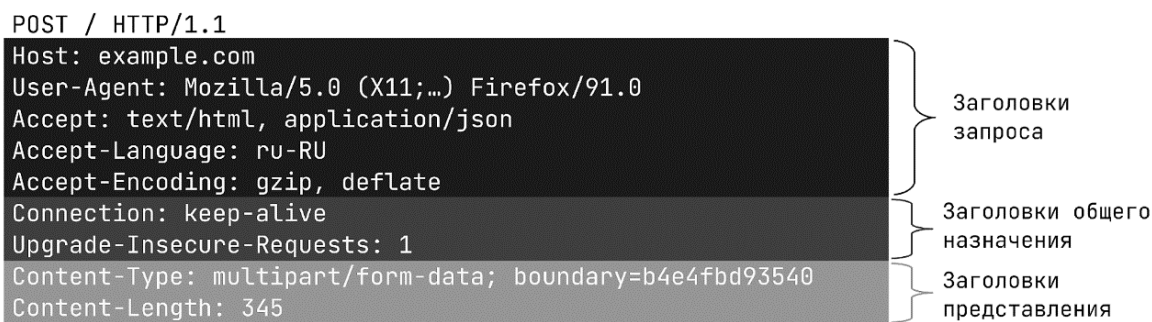 POST / HTTP/1.1
Host: example.com
User-Agent: Mozilla/5.0 (X11;…) Firefox/91.0
Accept: text/html, application/json
Accept-Language: ru-RU
Accept-Encoding: gzip, deflate
Заголовки
запроса
Connection: keep-alive
Upgrade-Insecure-Requests: 1
Заголовки общего
назначения
Content-Type: multipart/form-data; boundary=b4e4fbd93540
Content-Length: 345
Заголовки
представления